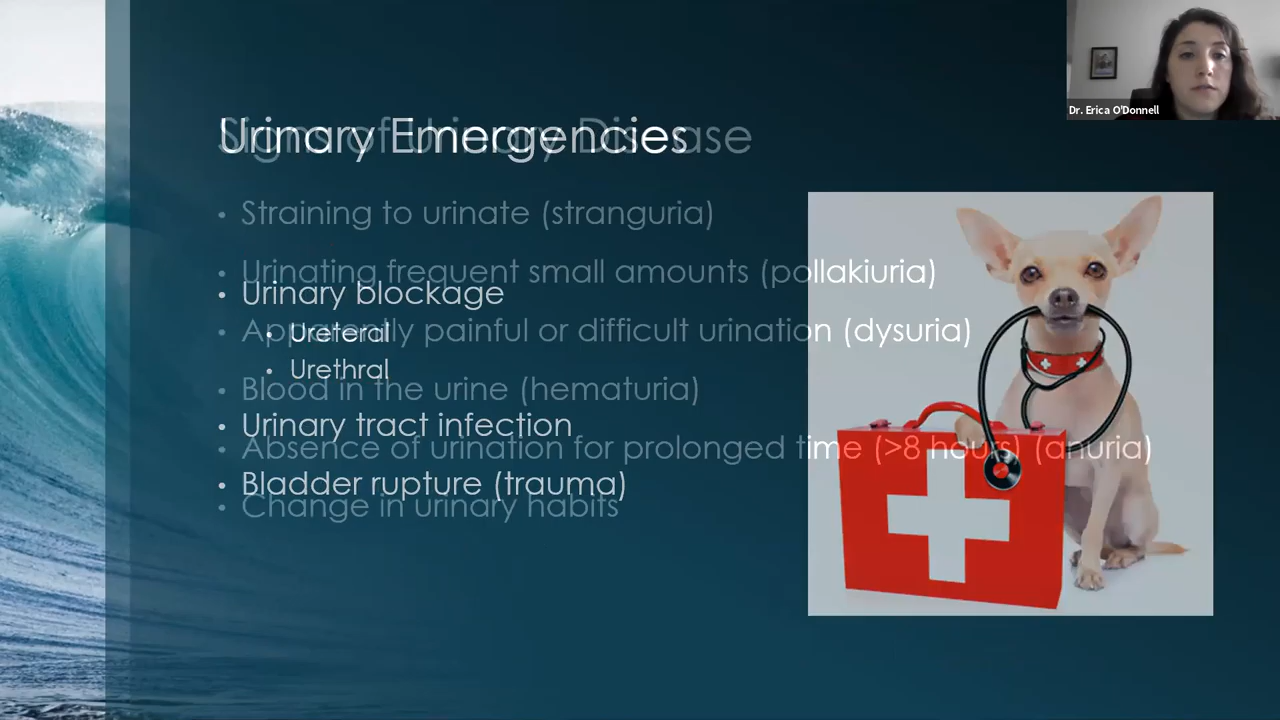 Dr. Erica O'Donnell
Urinary Emergencies
Signs of Urinary Disease
• Straining to urinate (stranguria)
• Urinating frequent small amounts (pollakiuria)
• Urinary blockage
• Apparently painful or difficult urination (dysuria)
• Ureteral
• Urethral
• Blood in the urine (hematuria)
• Urinary tract infection
• Absence of urination for prolonged time (>8 hours) (anuria)
• Bladder rupture (trauma)
• Change in urinary habits